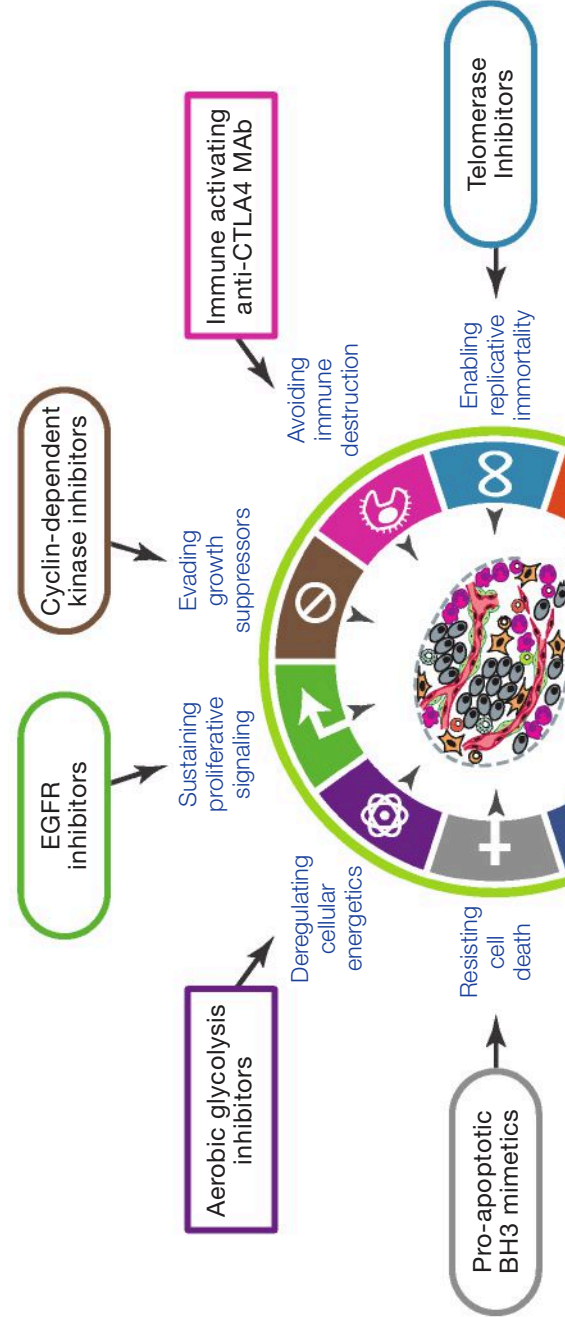 EGFR
inhibitors
Cyclin-dependent
kinase inhibitors
Sustaining
proliferative
signaling
Evading
growth
suppressors
Aerobic glycolysis
inhibitors
Immune activating
anti-CTLA4 MAb
Deregulating
cellular
energetics
Avoiding
immune
destruction
Pro-apoptotic
BH3 mimetics
Resisting
cell
death
Enabling
replicative
immortality
Telomerase
Inhibitors